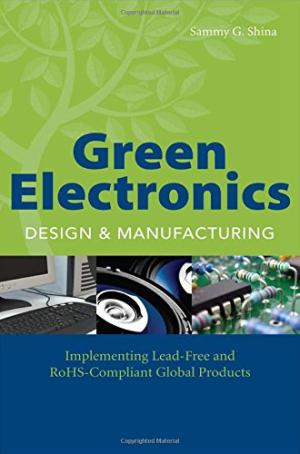 Sammy G. Shina
Green
Electronics
DESIGN & MANUFACTURING
Implementing Lead-Free and
RoHS-Compliant Global Products